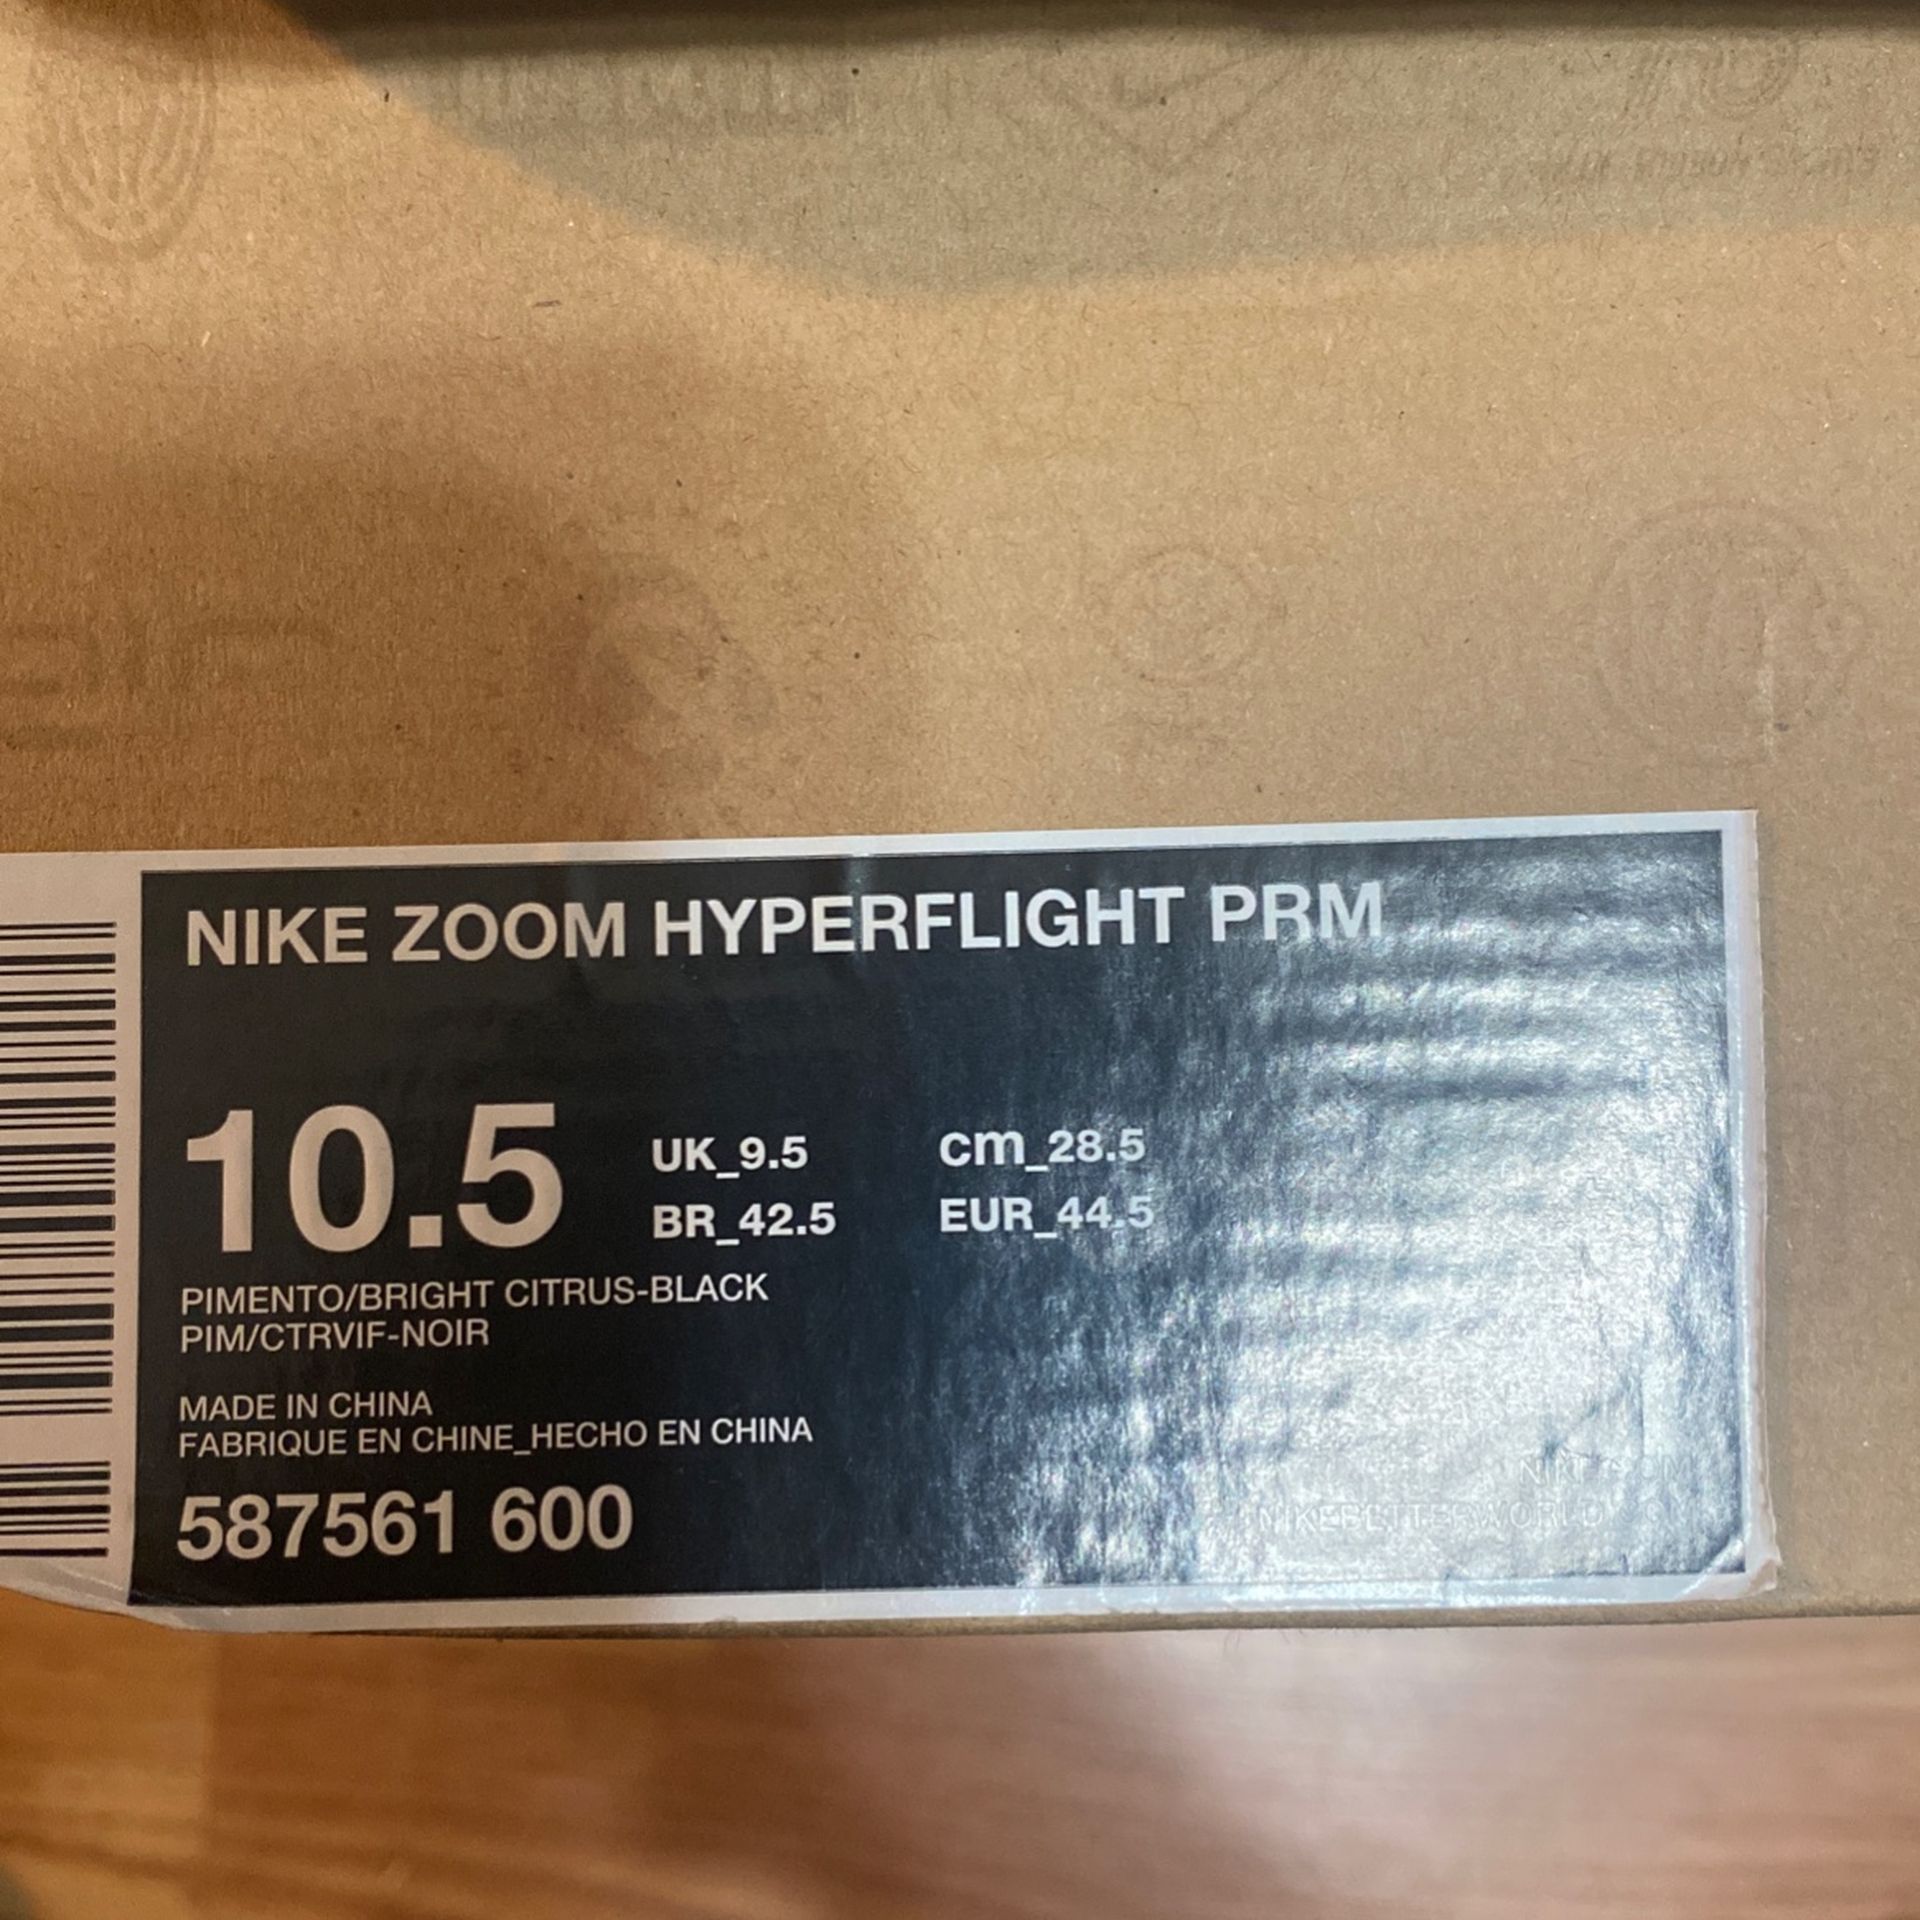 NIKE ZOOM HYPERFLIGHT PRM
10.5 UK_9.5 cm_28.5
BR_42.5 EUR_44.5
PIMENTO/BRIGHT CITRUS-BLACK
PIM/CTRVIF-NOIR
MADE IN CHINA
FABRIQUE EN CHINE_HECHO EN CHINA
587561 600